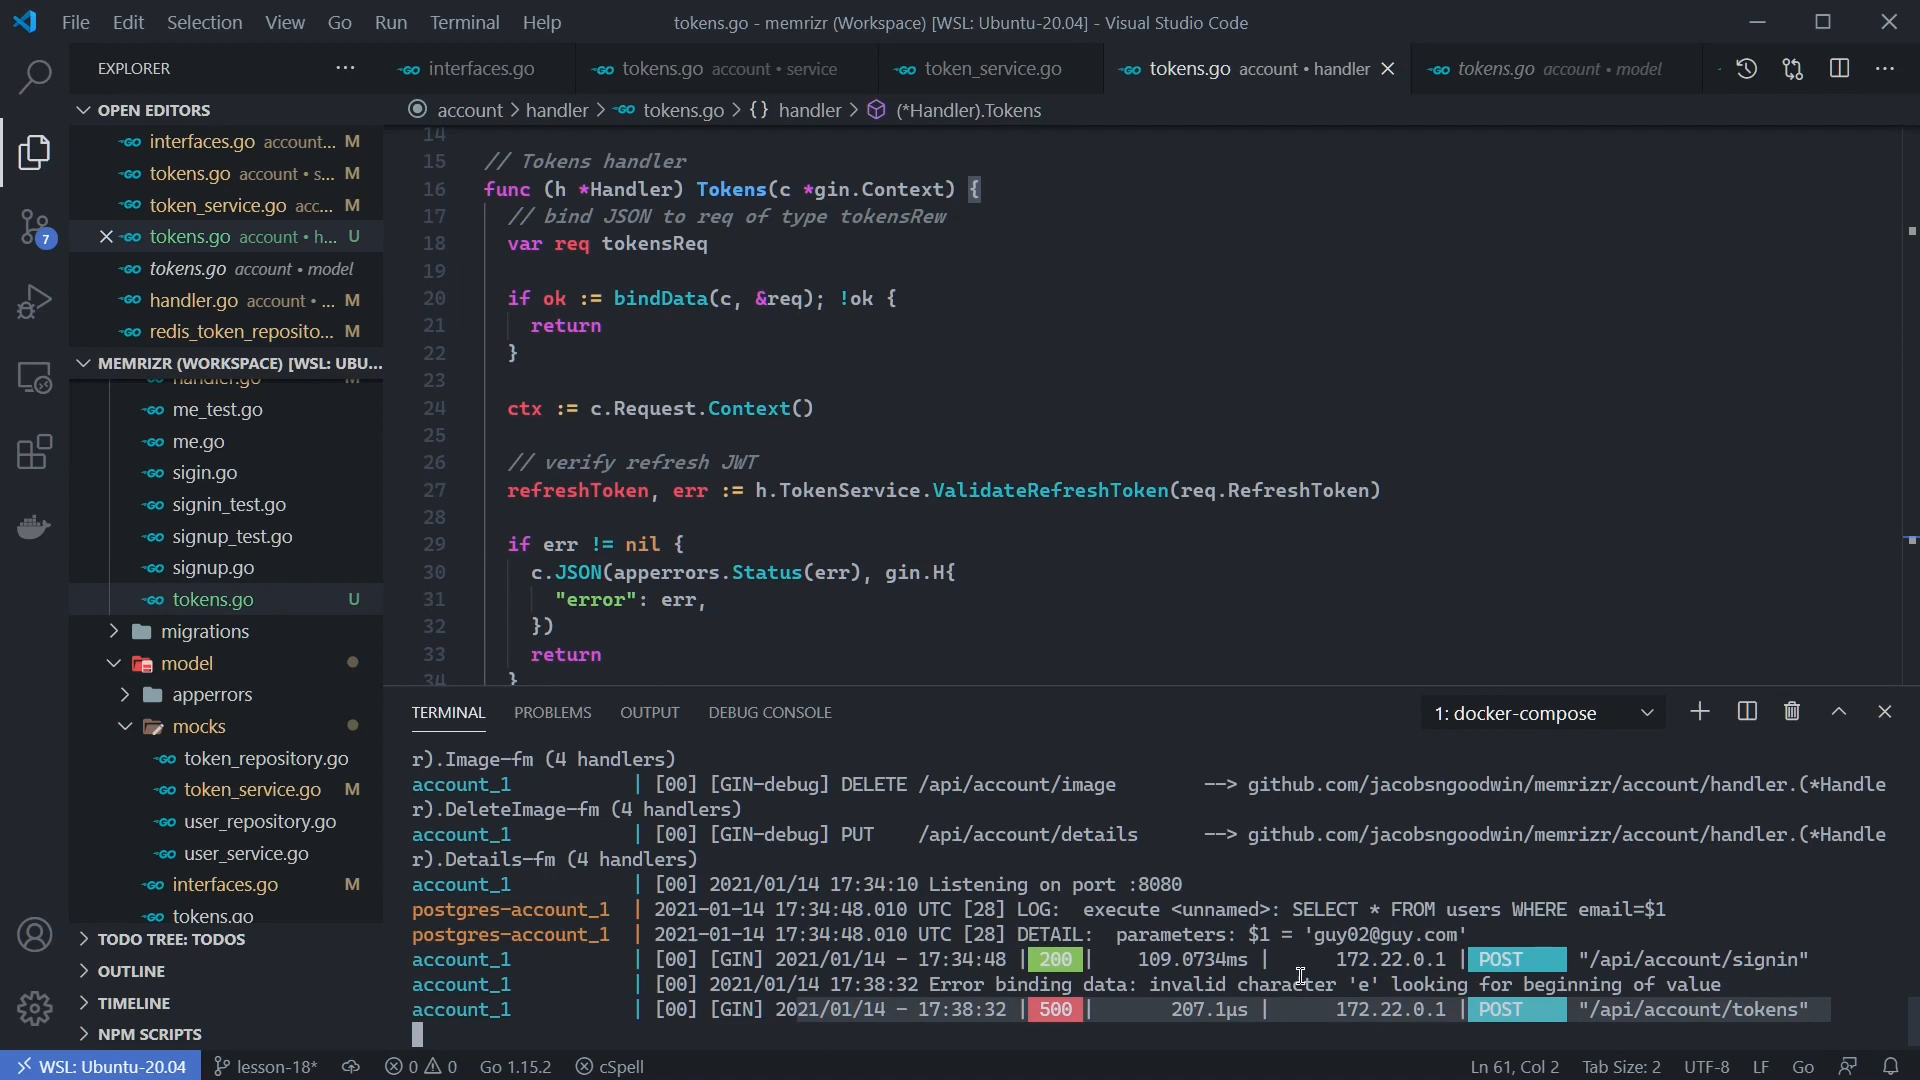 File Edit Selection View Go Run Terminal Help
tokens.go - memrizr (Workspace) [WSL: Ubuntu-20.04] - Visual Studio Code
EXPLORER
interfaces.go
tokens.go account • service
token_service.go
tokens.go account • handler
tokens.go account • model
OPEN EDITORS
interfaces.go account... M
tokens.go account • s... M
token_service.go acc... M
tokens.go account • h... U
tokens.go account • model
handler.go account • ... M
redis_token_reposito... M
MEMRIZR (WORKSPACE) [WSL: UBU...
handler.go M
me_test.go
me.go
sigin.go
signin_test.go
signup_test.go
signup.go
tokens.go U
migrations
model
apperrors
mocks
token_repository.go
token_service.go M
user_repository.go
user_service.go
interfaces.go M
tokens.go
TODO TREE: TODOS
OUTLINE
TIMELINE
NPM SCRIPTS
7
account > handler > tokens.go > {} handler > (*Handler).Tokens
14
15 // Tokens handler
16 func (h *Handler) Tokens(c *gin.Context) {
17 // bind JSON to req of type tokensRew
18 var req tokensReq
19
20 if ok := bindData(c, &req); !ok {
21 return
22 }
23
24 ctx := c.Request.Context()
25
26 // verify refresh JWT
27 refreshToken, err := h.TokenService.ValidateRefreshToken(req.RefreshToken)
28
29 if err != nil {
30 c.JSON(apperrors.Status(err), gin.H{
31 "error": err,
32 })
33 return
34 }
TERMINAL PROBLEMS OUTPUT DEBUG CONSOLE
1: docker-compose
r).Image-fm (4 handlers)
account_1 | [00] [GIN-debug] DELETE /api/account/image --> github.com/jacobsngoodwin/memrizr/account/handler.(*Handle
r).DeleteImage-fm (4 handlers)
account_1 | [00] [GIN-debug] PUT /api/account/details --> github.com/jacobsngoodwin/memrizr/account/handler.(*Handle
r).Details-fm (4 handlers)
account_1 | [00] 2021/01/14 17:34:10 Listening on port :8080
postgres-account_1 | 2021-01-14 17:34:48.010 UTC [28] LOG: execute <unnamed>: SELECT * FROM users WHERE email=$1
postgres-account_1 | 2021-01-14 17:34:48.010 UTC [28] DETAIL: parameters: $1 = 'guy02@guy.com'
account_1 | [00] [GIN] 2021/01/14 - 17:34:48 | 200 | 109.0734ms | 172.22.0.1 | POST "/api/account/signin"
account_1 | [00] 2021/01/14 17:38:32 Error binding data: invalid character 'e' looking for beginning of value
account_1 | [00] [GIN] 2021/01/14 - 17:38:32 | 500 | 207.1µs | 172.22.0.1 | POST "/api/account/tokens"
WSL: Ubuntu-20.04 lesson-18* 0 0 Go 1.15.2 cSpell
Ln 61, Col 2 Tab Size: 2 UTF-8 LF Go